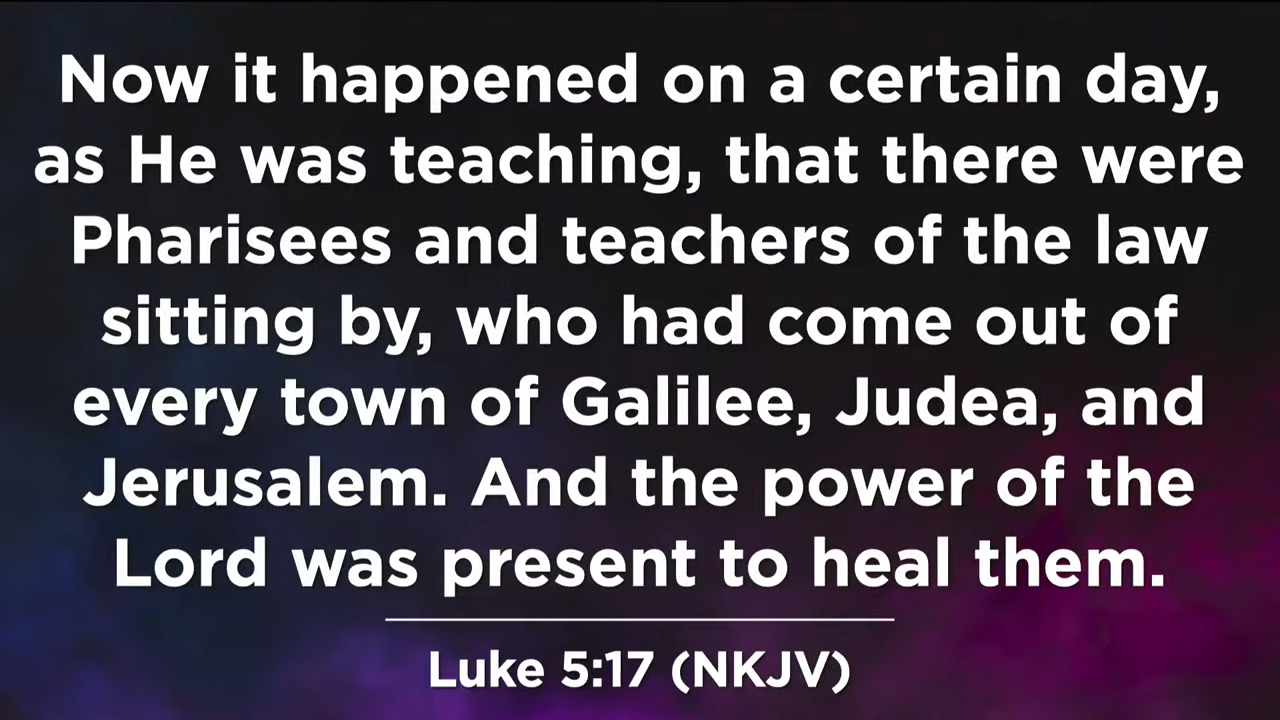 Now it happened on a certain day,
as He was teaching, that there were
Pharisees and teachers of the law
sitting by, who had come out of
every town of Galilee, Judea, and
Jerusalem. And the power of the
Lord was present to heal them.
Luke 5:17 (NKJV)